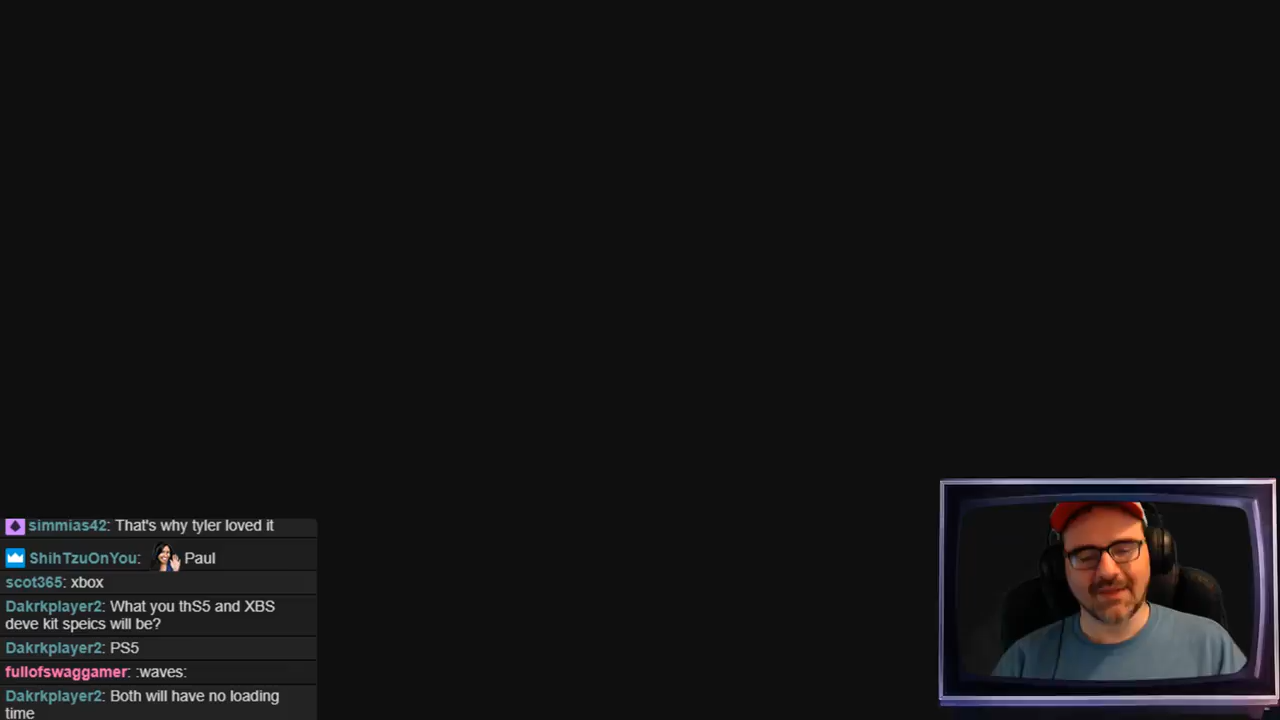 simmias42: That's why tyler loved it
ShihTzuOnYou: Paul
scot365: xbox
Dakrkplayer2: What you thS5 and XBS
deve kit speics will be?
Dakrkplayer2: PS5
fullofswaggamer: :waves:
Dakrkplayer2: Both will have no loading
time